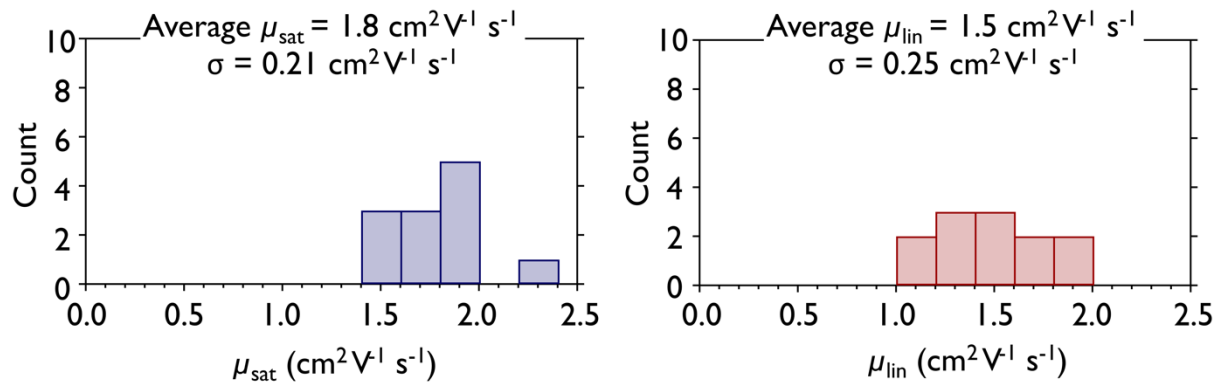 Average μsat = 1.8 cm² V⁻¹ s⁻¹
σ = 0.21 cm² V⁻¹ s⁻¹
10
8
6
4
2
0
Count
0.0 0.5 1.0 1.5 2.0 2.5
μsat (cm² V⁻¹ s⁻¹)
Average μlin = 1.5 cm² V⁻¹ s⁻¹
σ = 0.25 cm² V⁻¹ s⁻¹
10
8
6
4
2
0
Count
0.0 0.5 1.0 1.5 2.0 2.5
μlin (cm² V⁻¹ s⁻¹)